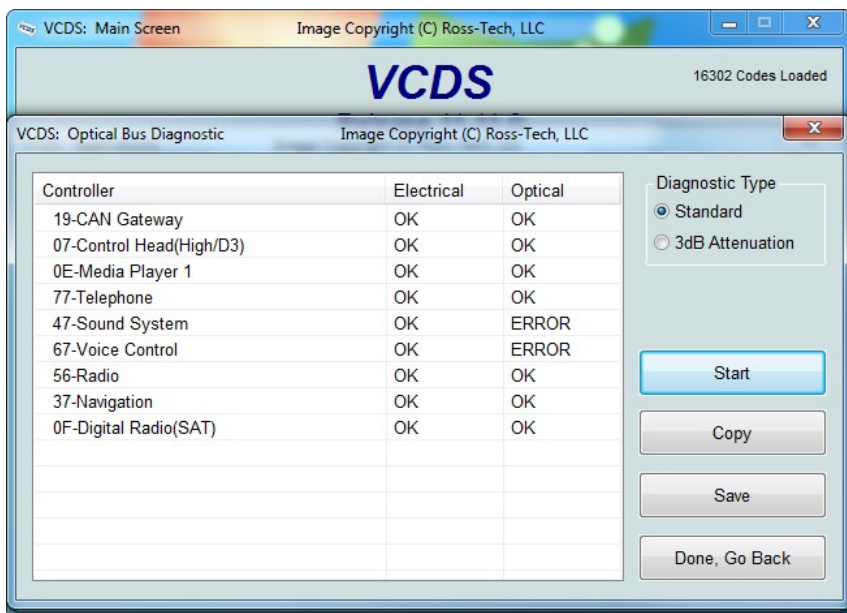 VCDS: Main Screen Image Copyright (C) Ross-Tech, LLC
VCDS
16302 Codes Loaded
VCDS: Optical Bus Diagnostic Image Copyright (C) Ross-Tech, LLC
Controller Electrical Optical
19-CAN Gateway OK OK
07-Control Head(High/D3) OK OK
0E-Media Player 1 OK OK
77-Telephone OK OK
47-Sound System OK ERROR
67-Voice Control OK ERROR
56-Radio OK OK
37-Navigation OK OK
0F-Digital Radio(SAT) OK OK
Diagnostic Type
Standard
3dB Attenuation
Start
Copy
Save
Done, Go Back